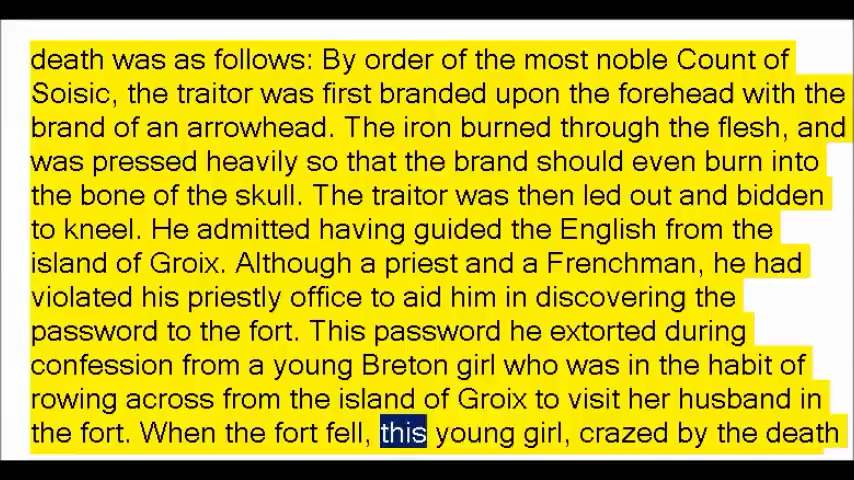 death was as follows: By order of the most noble Count of
Soisic, the traitor was first branded upon the forehead with the
brand of an arrowhead. The iron burned through the flesh, and
was pressed heavily so that the brand should even burn into
the bone of the skull. The traitor was then led out and bidden
to kneel. He admitted having guided the English from the
island of Groix. Although a priest and a Frenchman, he had
violated his priestly office to aid him in discovering the
password to the fort. This password he extorted during
confession from a young Breton girl who was in the habit of
rowing across from the island of Groix to visit her husband in
the fort. When the fort fell, this young girl, crazed by the death